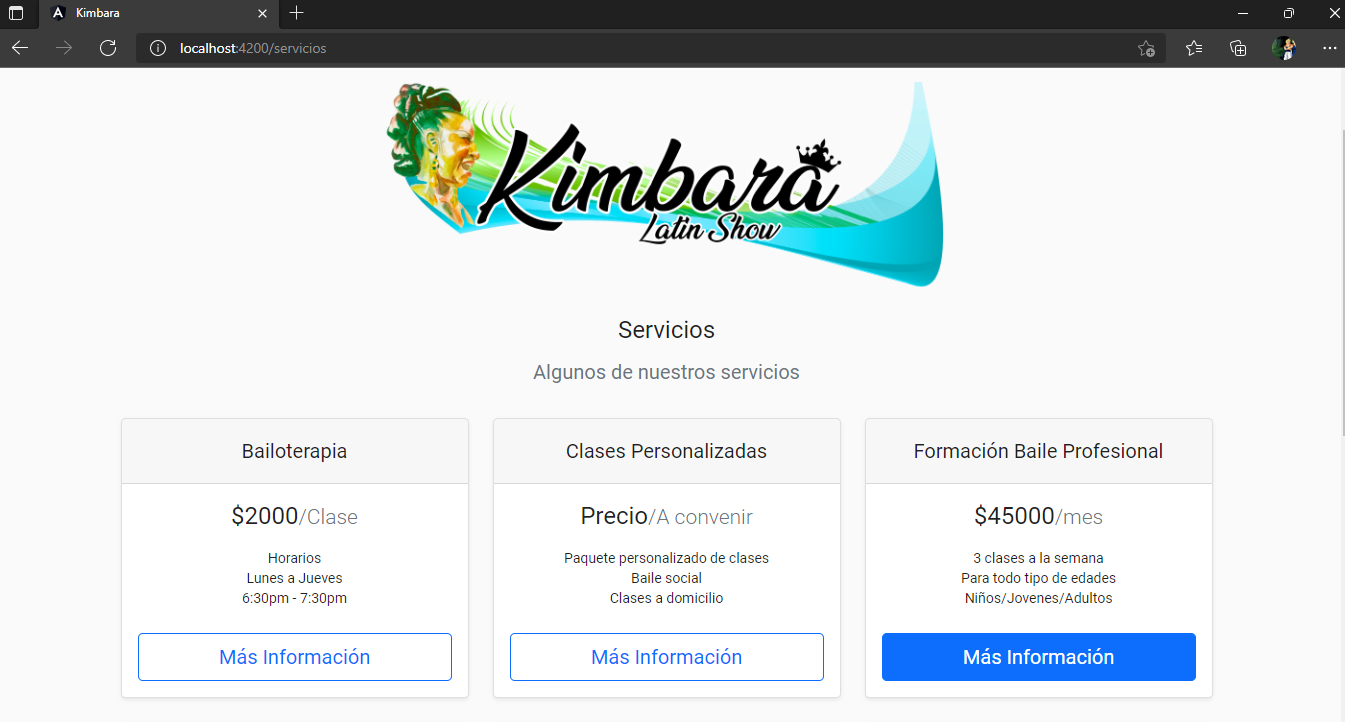 Kimbara
localhost:4200/servicios
Kimbara
Latin Show
Servicios
Algunos de nuestros servicios
Bailoterapia
$2000/Clase
Horarios
Lunes a Jueves
6:30pm - 7:30pm
Más Información
Clases Personalizadas
Precio/A convenir
Paquete personalizado de clases
Baile social
Clases a domicilio
Más Información
Formación Baile Profesional
$45000/mes
3 clases a la semana
Para todo tipo de edades
Niños/Jovenes/Adultos
Más Información